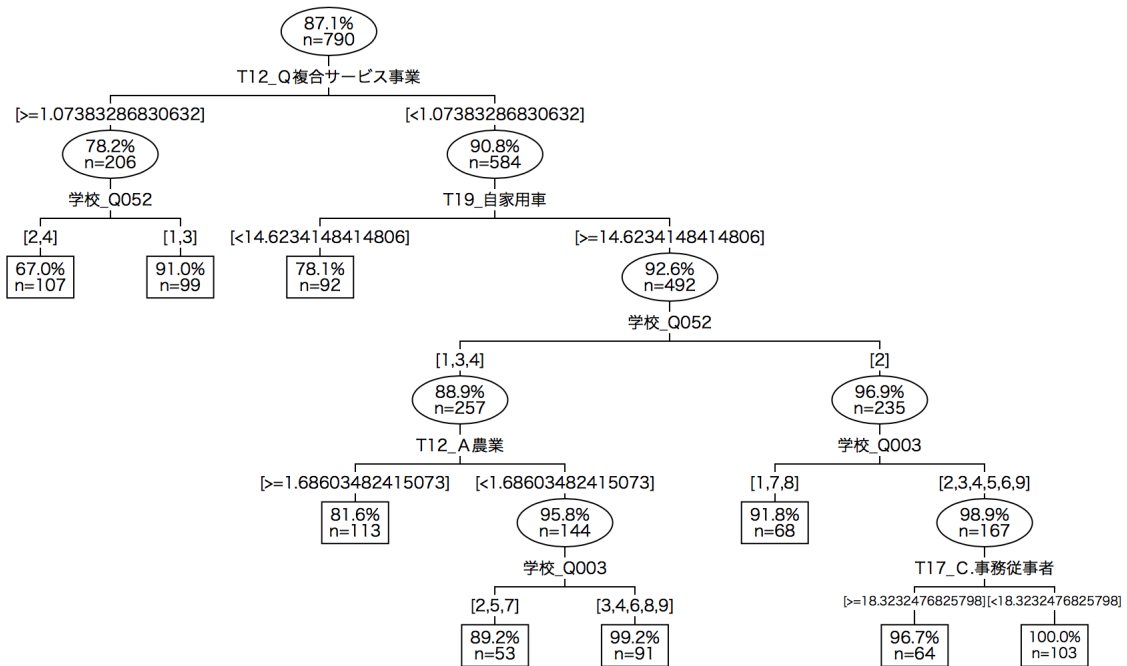 87.1%
n=790
T12_Q複合サービス事業
[>=1.07383286830632]
[<1.07383286830632]
78.2%
n=206
90.8%
n=584
学校_Q052
T19_自家用車
[2,4]
[1,3]
[<14.6234148414806]
[>=14.6234148414806]
67.0%
n=107
91.0%
n=99
78.1%
n=92
92.6%
n=492
学校_Q052
[1,3,4]
[2]
88.9%
n=257
96.9%
n=235
T12_A農業
学校_Q003
[>=1.68603482415073]
[<1.68603482415073]
[1,7,8]
[2,3,4,5,6,9]
81.6%
n=113
95.8%
n=144
91.8%
n=68
98.9%
n=167
学校_Q003
T17_C.事務従事者
[2,5,7]
[3,4,6,8,9]
[>=18.3232476825798]
[<18.3232476825798]
89.2%
n=53
99.2%
n=91
96.7%
n=64
100.0%
n=103